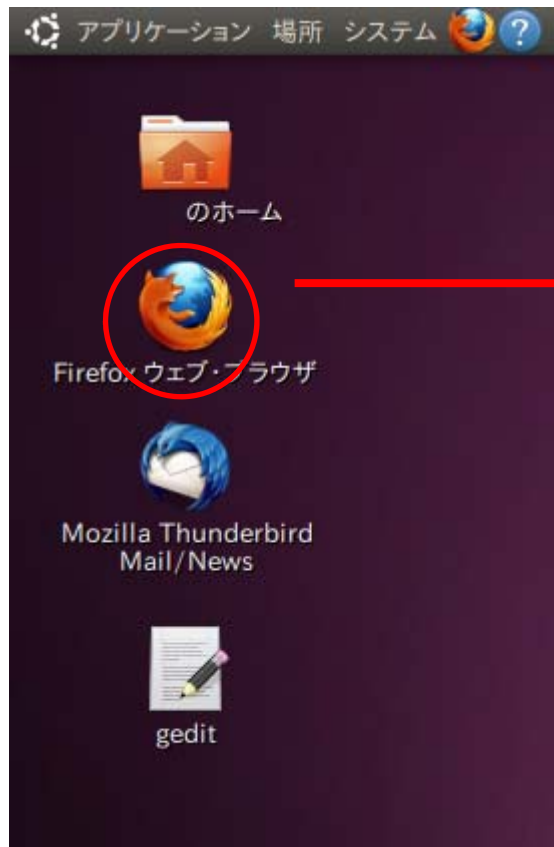 アプリケーション 場所 システム ?
のホーム
Firefox ウェブ・ブラウザ
Mozilla Thunderbird
Mail/News
gedit